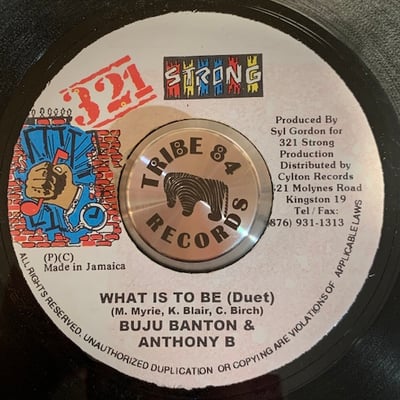 321
STRONG
Produced By
Syl Gordon for
321 Strong
Production
Distributed by
Cylton Records
421 Molynes Road
Kingston 19
Tel / Fax:
(876) 931-1313
TRIBE 84
RECORDS
(P)(C)
Made in Jamaica
WHAT IS TO BE (Duet)
(M. Myrie, K. Blair, C. Birch)
BUJU BANTON &
ANTHONY B
ALL RIGHTS RESERVED. UNAUTHORIZED DUPLICATION OR COPYING ARE VIOLATIONS OF APPLICABLE LAWS